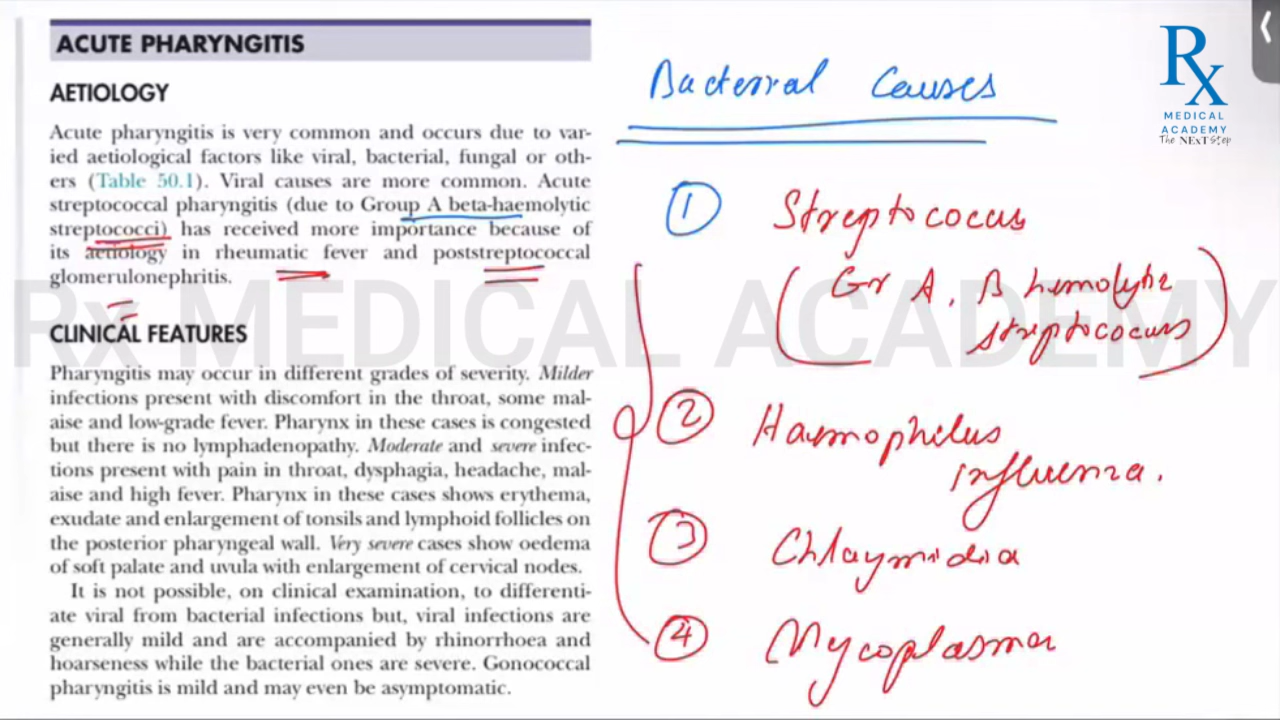 ACUTE PHARYNGITIS
AETIOLOGY
Acute pharyngitis is very common and occurs due to var-
ied aetiological factors like viral, bacterial, fungal or oth-
ers (Table 50.1). Viral causes are more common. Acute
streptococcal pharyngitis (due to Group A beta-haemolytic
streptococci) has received more importance because of
its aetiology in rheumatic fever and poststreptococcal
glomerulonephritis.
CLINICAL FEATURES
Pharyngitis may occur in different grades of severity. Milder
infections present with discomfort in the throat, some mal-
aise and low-grade fever. Pharynx in these cases is congested
but there is no lymphadenopathy. Moderate and severe infec-
tions present with pain in throat, dysphagia, headache, mal-
aise and high fever. Pharynx in these cases shows erythema,
exudate and enlargement of tonsils and lymphoid follicles on
the posterior pharyngeal wall. Very severe cases show oedema
of soft palate and uvula with enlargement of cervical nodes.
It is not possible, on clinical examination, to differenti-
ate viral from bacterial infections but, viral infections are
generally mild and are accompanied by rhinorrhoea and
hoarseness while the bacterial ones are severe. Gonococcal
pharyngitis is mild and may even be asymptomatic.
Bacterial Causes
① Streptococcus
(Gr A, B hemolytic
streptococcus)
② Haemophilus
influenza.
③ Chlaymidia
④ Mycoplasma
Rx
MEDICAL
ACADEMY
The NExT Step
Rx MEDICAL ACADEMY